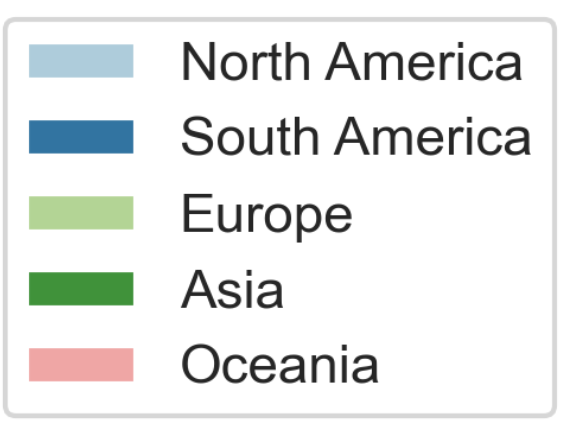 North America
South America
Europe
Asia
Oceania